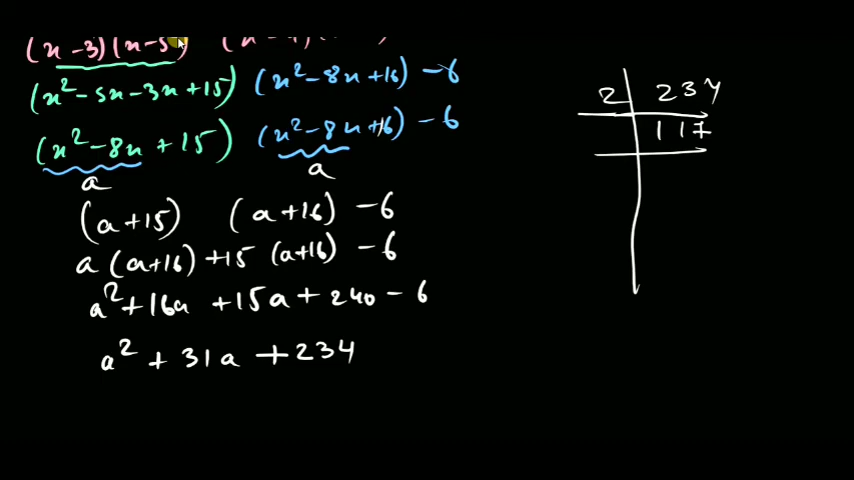 (x-3)(x-5)
(x²-5x-3x+15) (x²-8x+16) -6
(x²-8x+15) (x²-8x+16) -6
a a
(a+15) (a+16) -6
a(a+16)+15(a+16) -6
a²+16a +15a+240-6
a²+31a+234
2 | 234
117